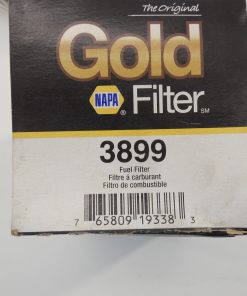 The Original
Gold
NAPA® Filter SM
3899
Fuel Filter
Filtre à carburant
Filtro de combustible
7 65809 19338 3